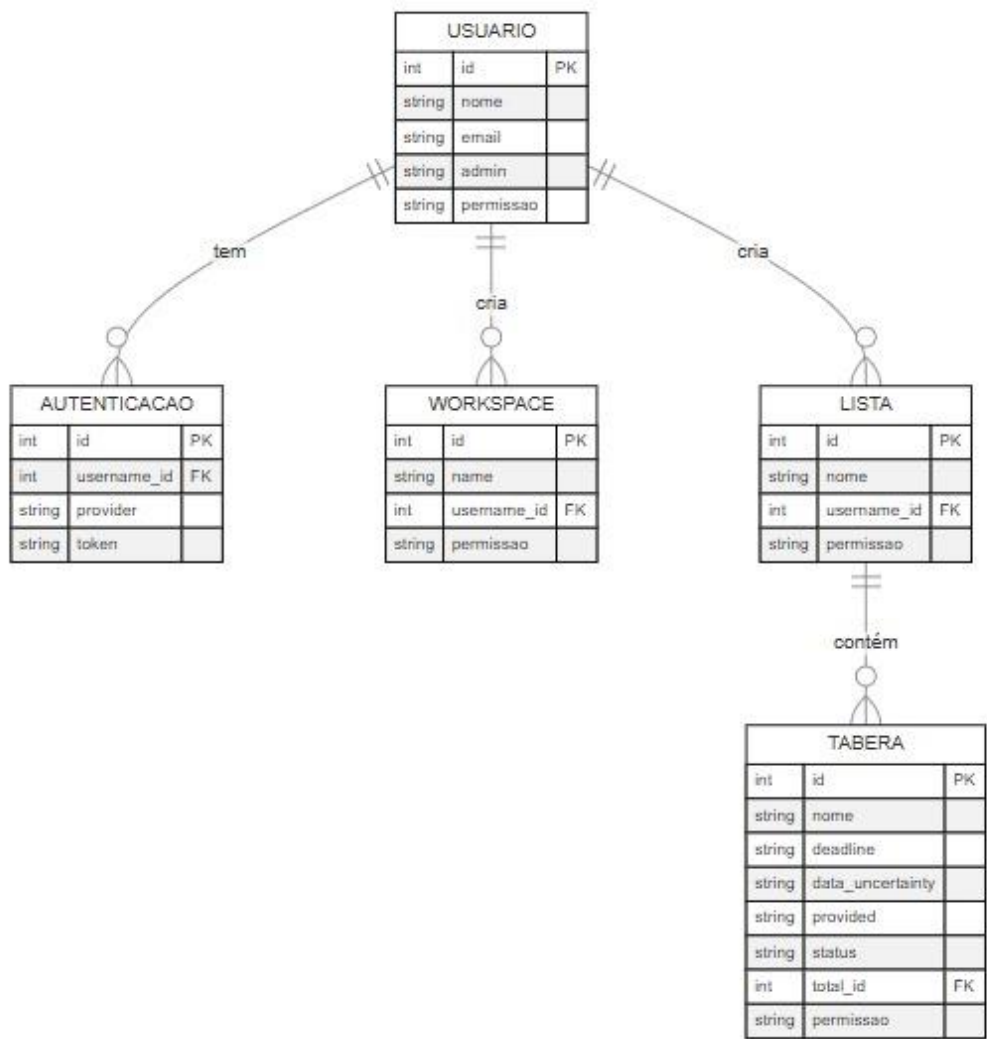 USUARIO
int id PK
string nome
string email
string admin
string permissao
tem
cria
cria
AUTENTICACAO
int id PK
int username_id FK
string provider
string token
WORKSPACE
int id PK
string name
int username_id FK
string permissao
LISTA
int id PK
string nome
int username_id FK
string permissao
contém
TABERA
int id PK
string nome
string deadline
string data_uncertainty
string provided
string status
int total_id FK
string permissao